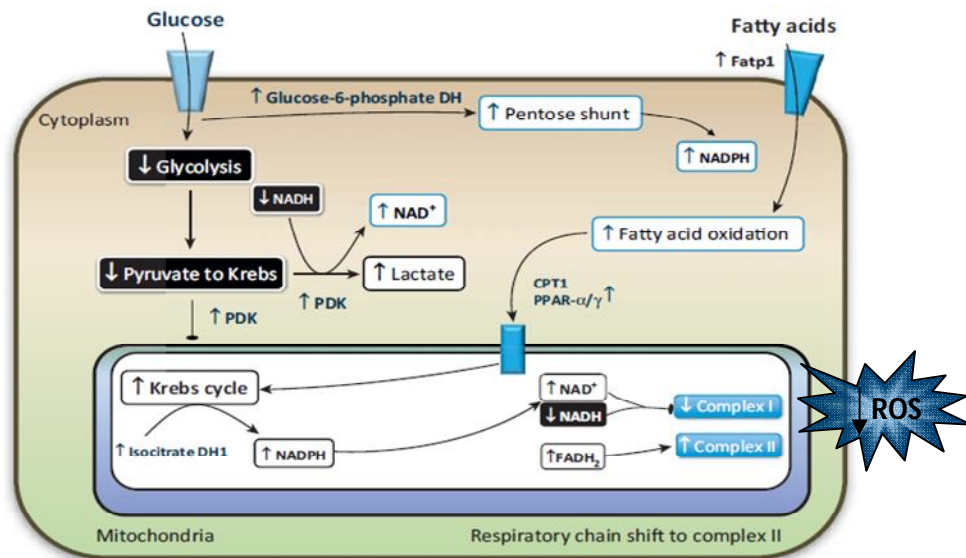 Glucose
Fatty acids
↑ Fatp1
Cytoplasm
↑ Glucose-6-phosphate DH
↑ Pentose shunt
↑ NADPH
↓ Glycolysis
↓ NADH
↑ NAD⁺
↑ Fatty acid oxidation
↓ Pyruvate to Krebs
↑ Lactate
↑ PDK
↑ PDK
CPT1
PPAR-α/γ ↑
↑ Krebs cycle
↑ NAD⁺
↓ NADH
↓ Complex I
↓ ROS
↑ Isocitrate DH1
↑ NADPH
↑FADH₂
↑ Complex II
Mitochondria
Respiratory chain shift to complex II